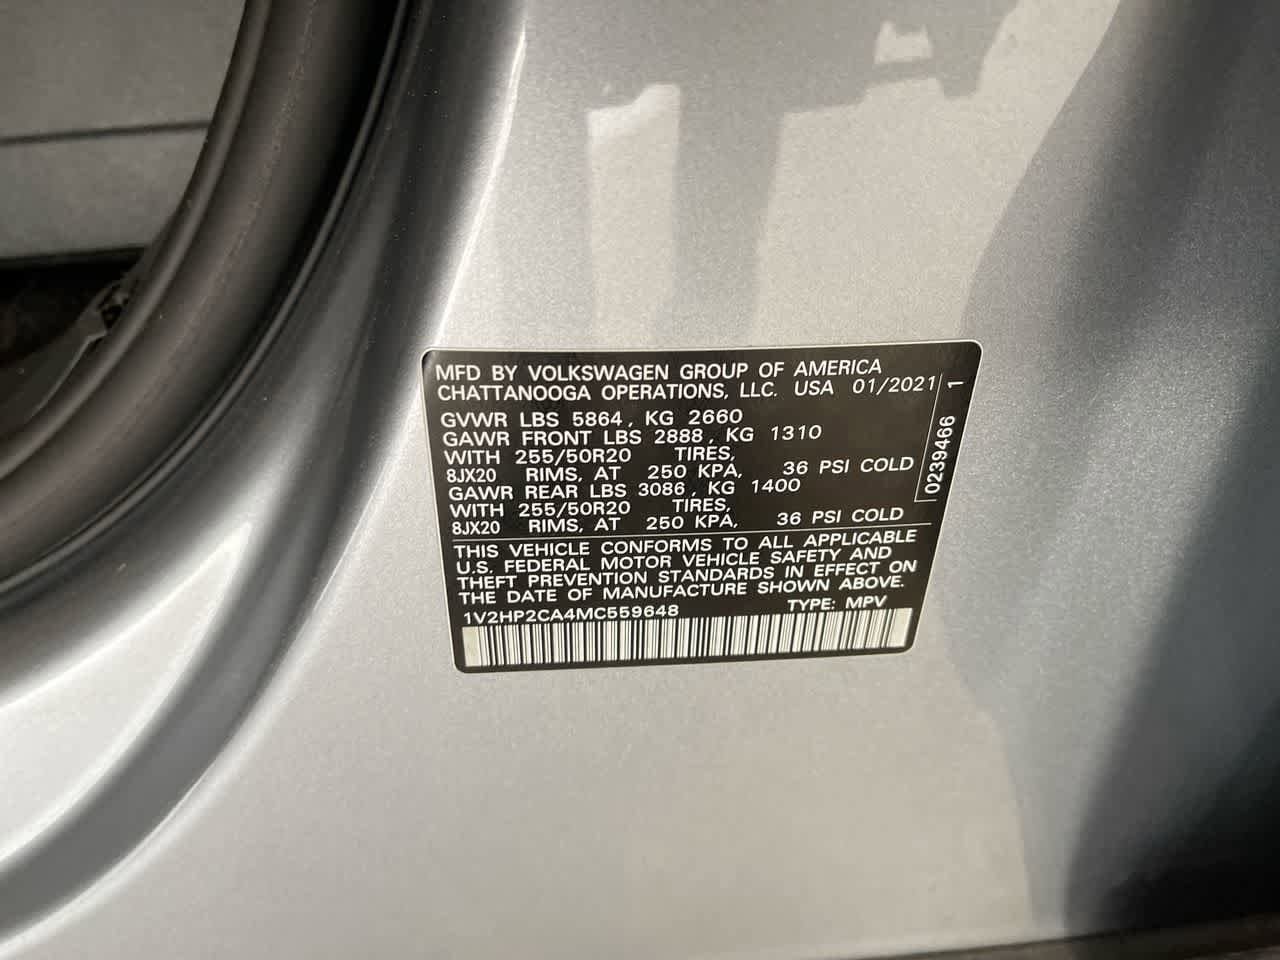 MFD BY VOLKSWAGEN GROUP OF AMERICA
CHATTANOOGA OPERATIONS, LLC. USA 01/2021
GVWR LBS 5864, KG 2660
GAWR FRONT LBS 2888, KG 1310
WITH 255/50R20 TIRES,
8JX20 RIMS, AT 250 KPA, 36 PSI COLD
GAWR REAR LBS 3086, KG 1400
WITH 255/50R20 TIRES,
8JX20 RIMS, AT 250 KPA, 36 PSI COLD
THIS VEHICLE CONFORMS TO ALL APPLICABLE
U.S. FEDERAL MOTOR VEHICLE SAFETY AND
THEFT PREVENTION STANDARDS IN EFFECT ON
THE DATE OF MANUFACTURE SHOWN ABOVE.
1V2HP2CA4MC559648 TYPE: MPV
0239466 1